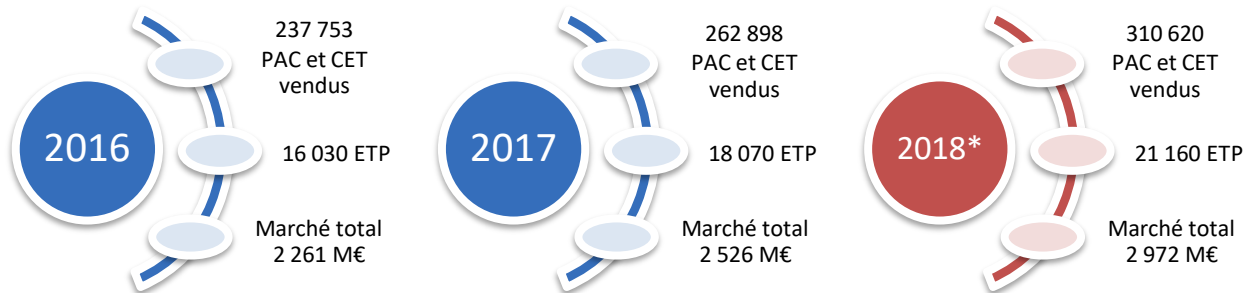 2016
237 753
PAC et CET
vendus
16 030 ETP
Marché total
2 261 M€
2017
262 898
PAC et CET
vendus
18 070 ETP
Marché total
2 526 M€
2018*
310 620
PAC et CET
vendus
21 160 ETP
Marché total
2 972 M€